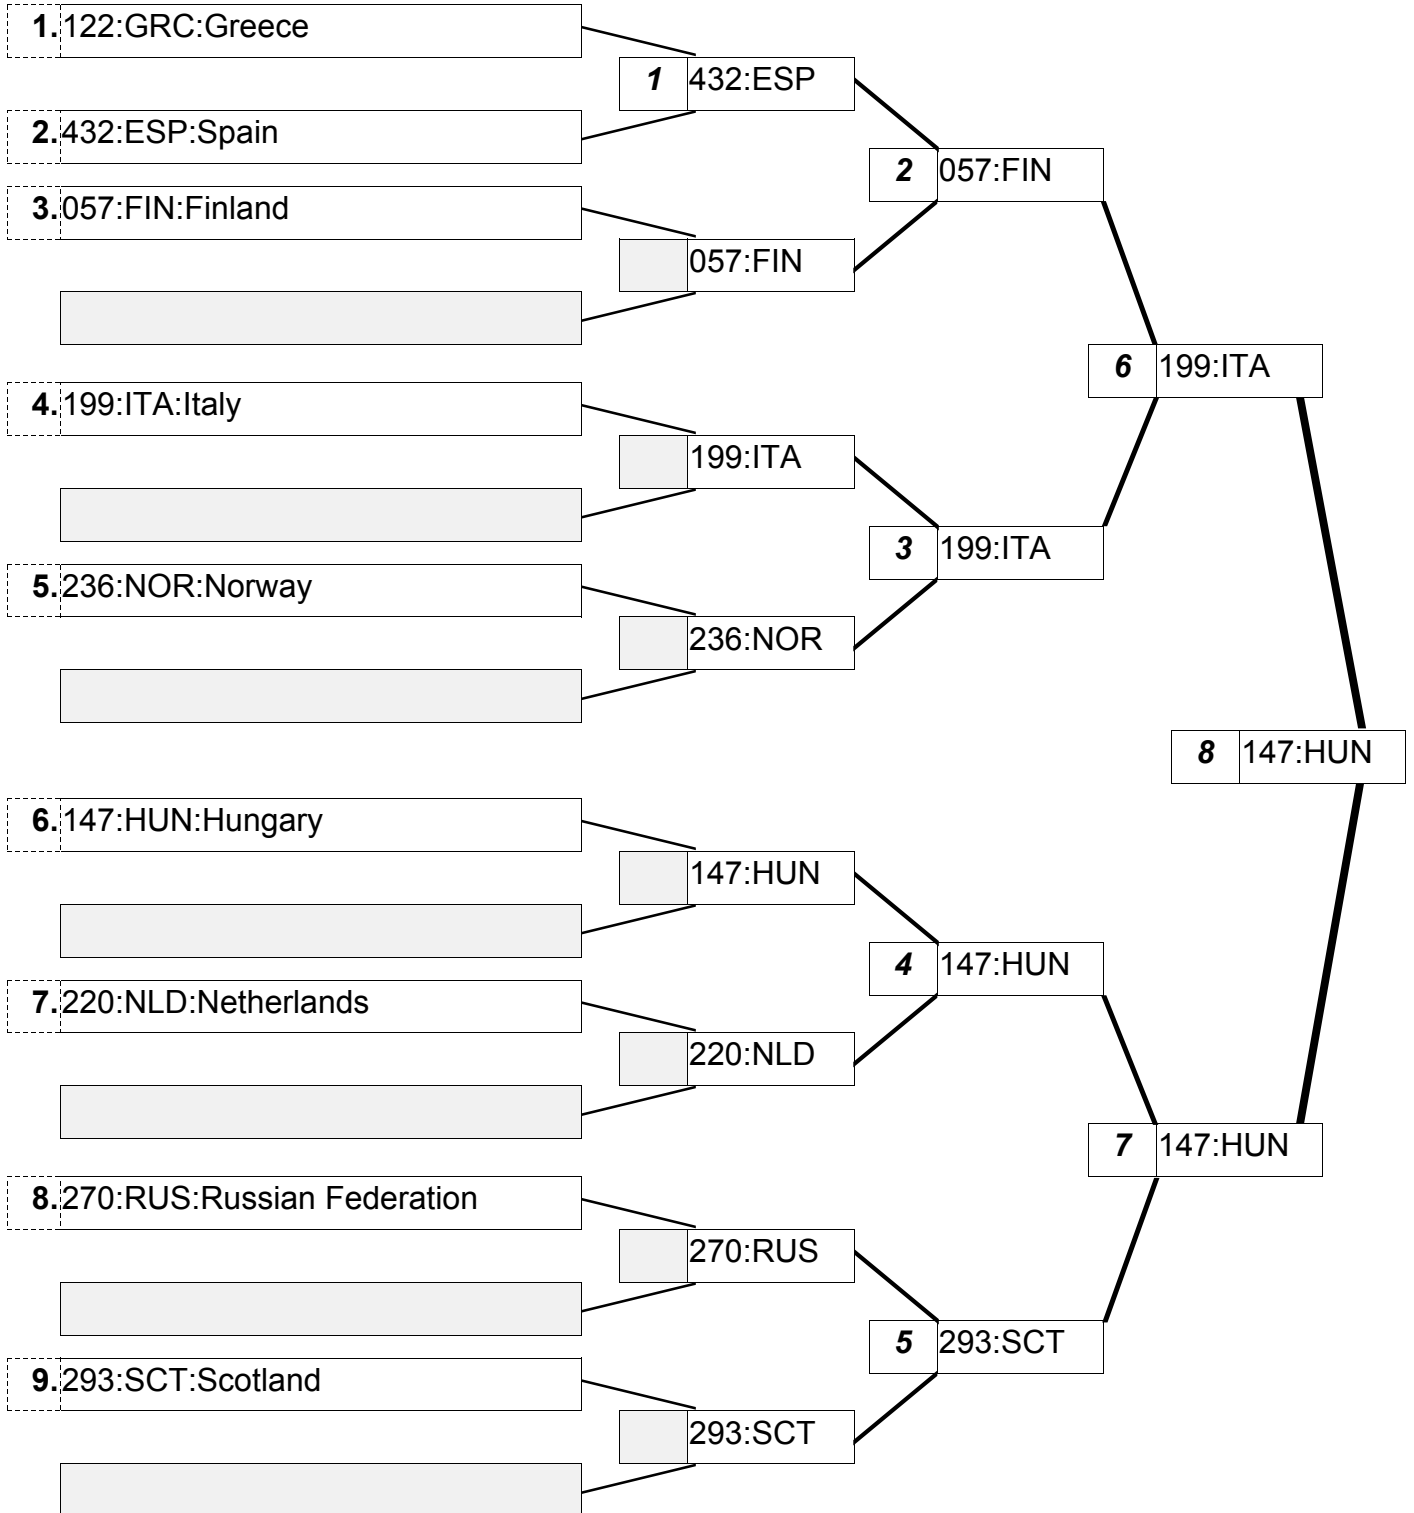 1. 122:GRC:Greece
1 432:ESP
2. 432:ESP:Spain
2 057:FIN
3. 057:FIN:Finland
057:FIN
6 199:ITA
4. 199:ITA:Italy
199:ITA
3 199:ITA
5. 236:NOR:Norway
236:NOR
8 147:HUN
6. 147:HUN:Hungary
147:HUN
4 147:HUN
7. 220:NLD:Netherlands
220:NLD
7 147:HUN
8. 270:RUS:Russian Federation
270:RUS
5 293:SCT
9. 293:SCT:Scotland
293:SCT